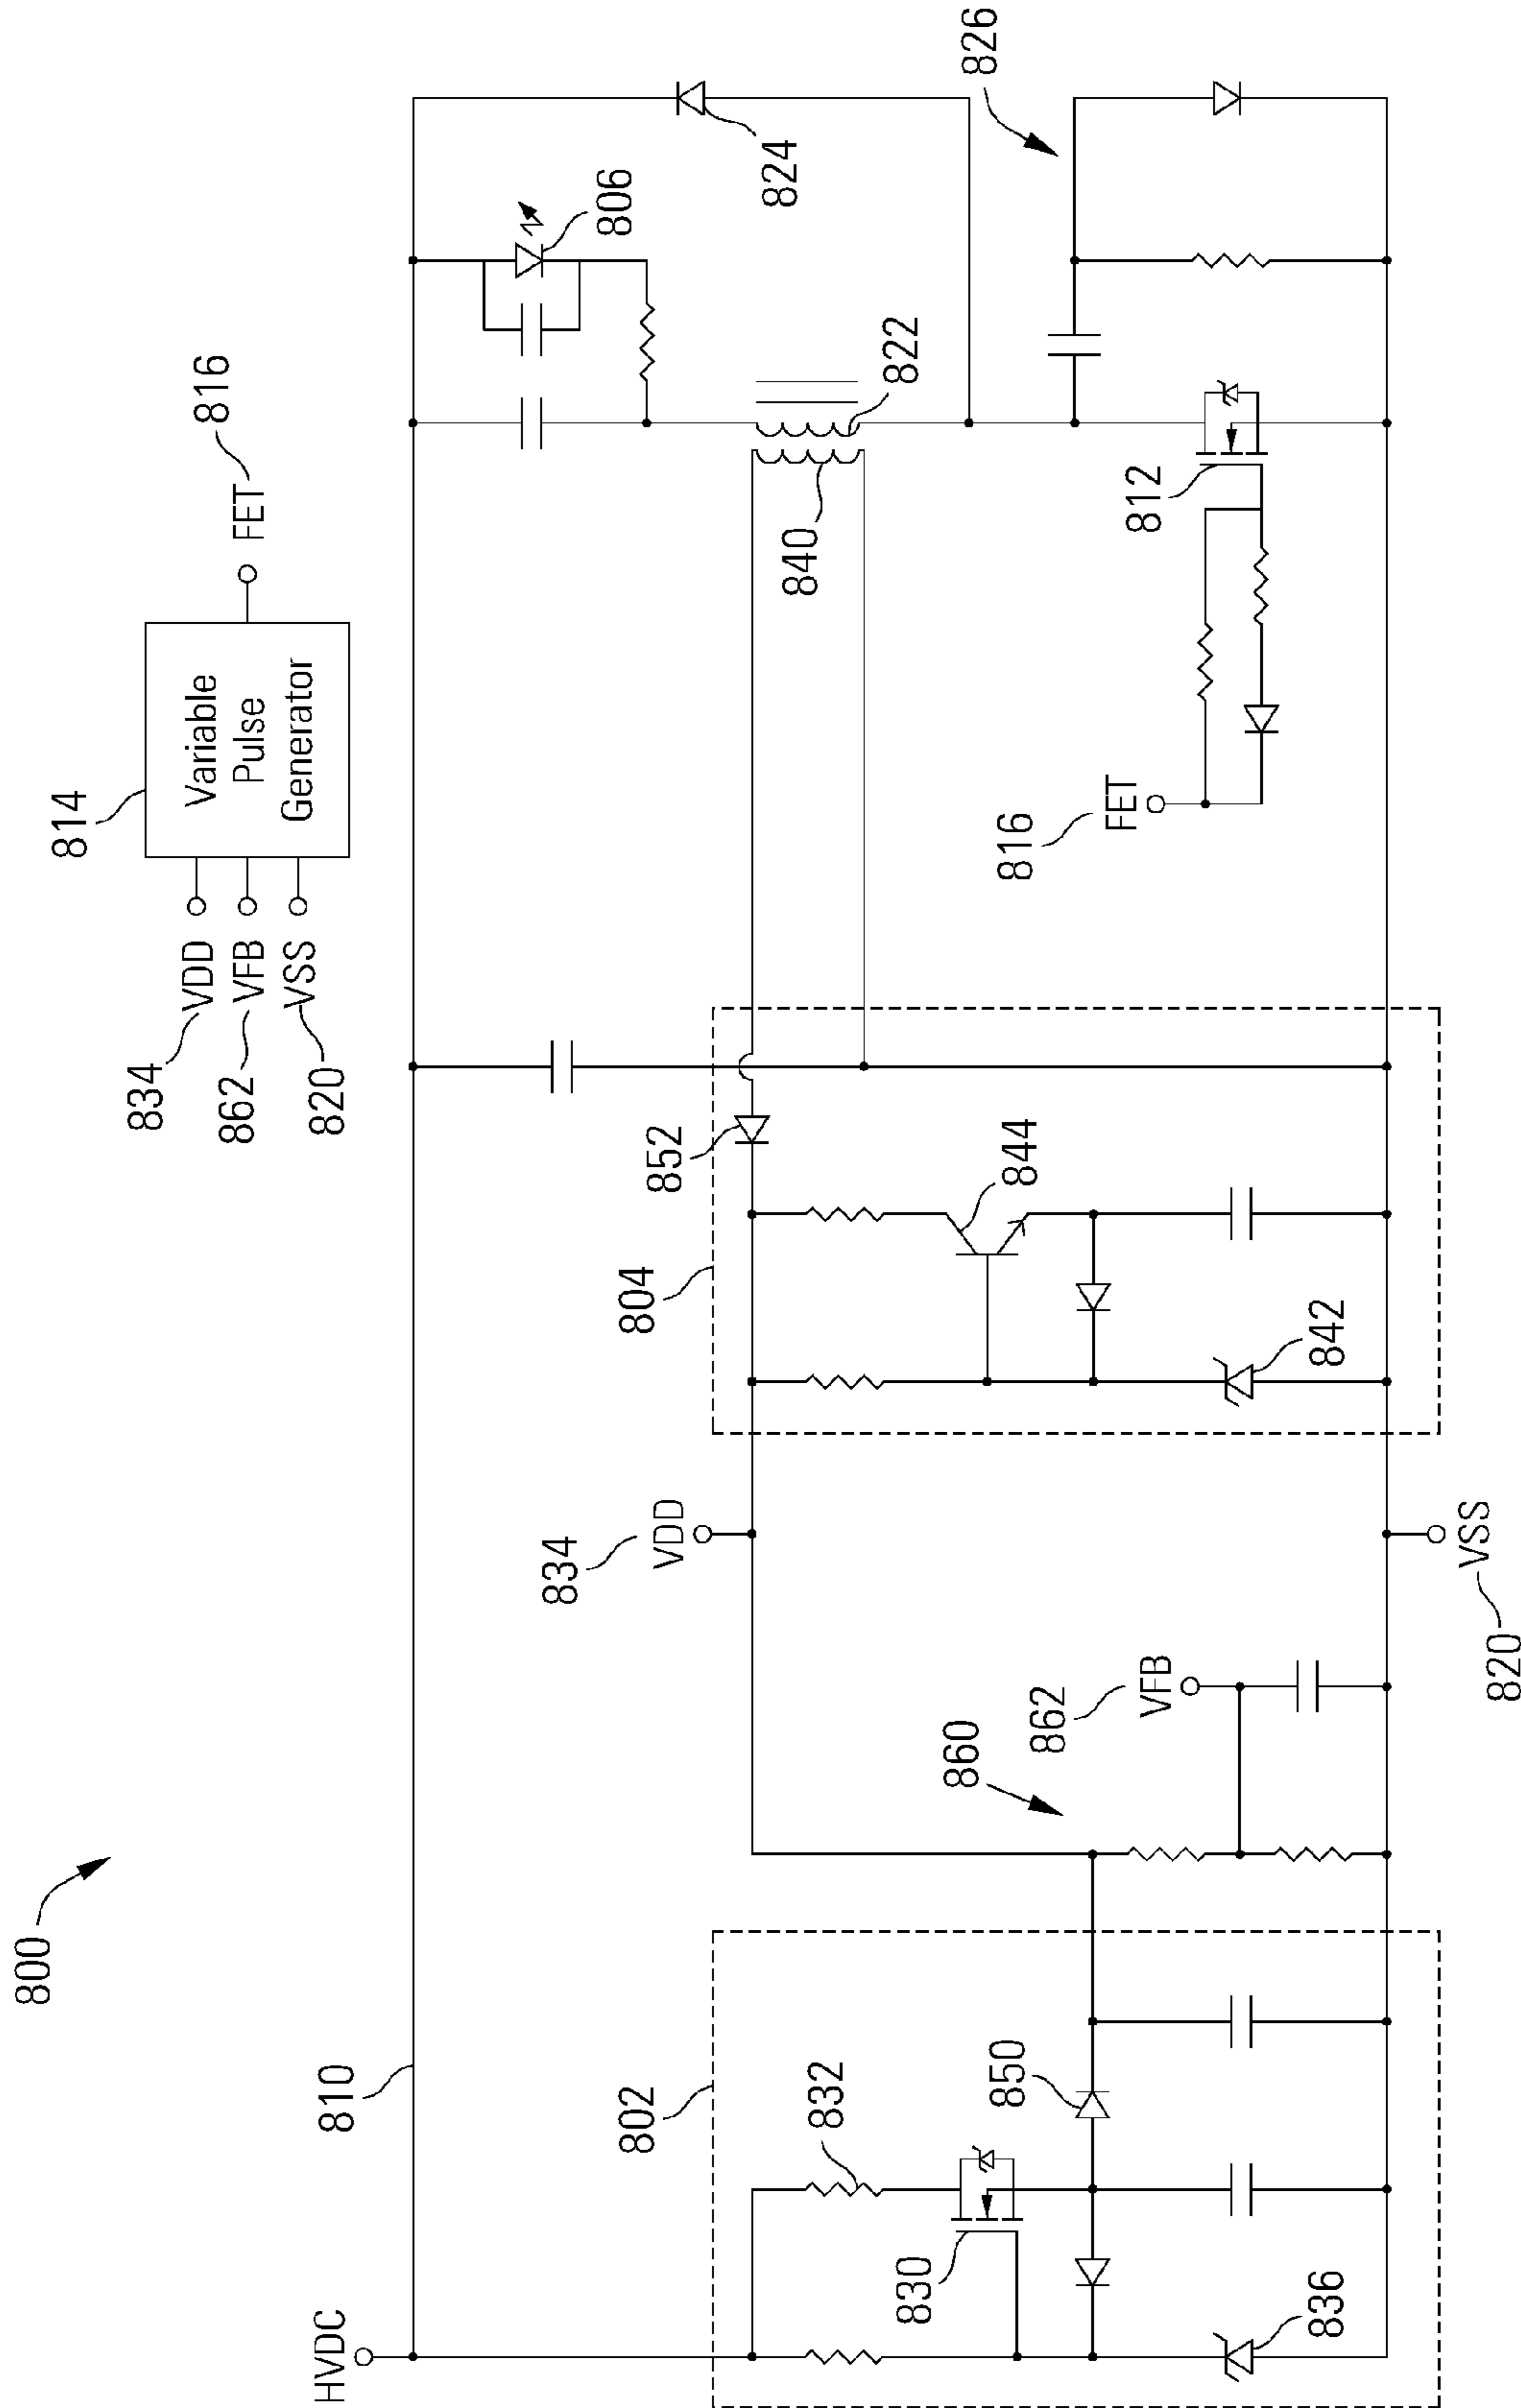 800
814
Variable
Pulse
Generator
VDD
834
VFB
862
VSS
820
FET
816
HVDC
810
806
824
826
822
840
812
FET
816
802
832
830
850
836
860
VFB
862
VDD
834
VSS
820
804
852
844
842